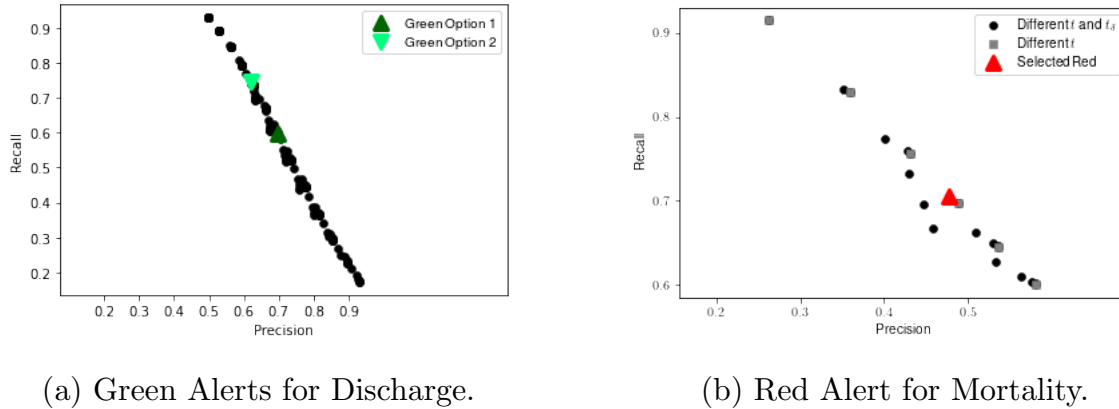 0.9
0.8
0.7
0.6
0.5
0.4
0.3
0.2
Recall
0.2 0.3 0.4 0.5 0.6 0.7 0.8 0.9
Precision
Green Option 1
Green Option 2
(a) Green Alerts for Discharge.
0.9
0.8
0.7
0.6
Recall
0.2 0.3 0.4 0.5
Precision
Different t and t_s
Different t
Selected Red
(b) Red Alert for Mortality.